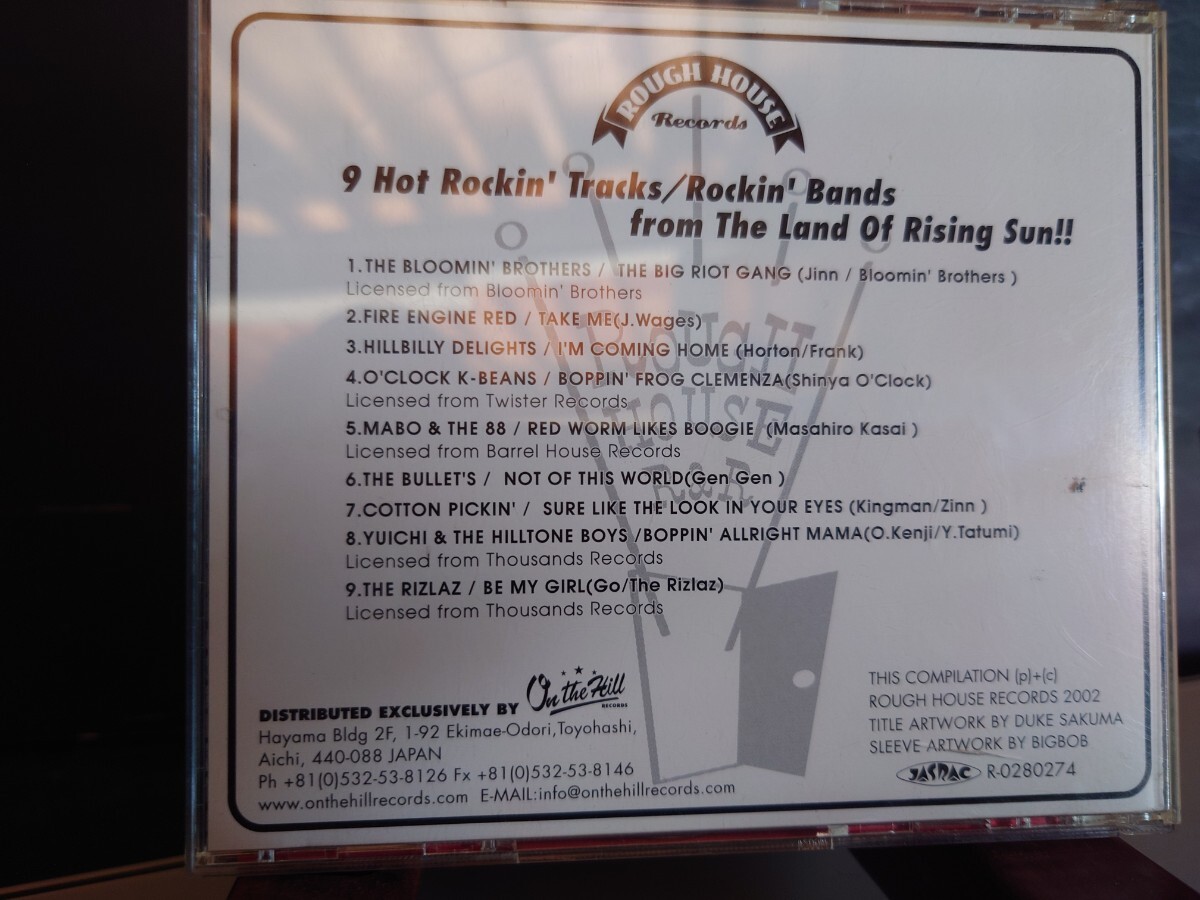 ROUGH HOUSE
Records
9 Hot Rockin' Tracks/Rockin' Bands
from The Land Of Rising Sun!!
1.THE BLOOMIN' BROTHERS / THE BIG RIOT GANG (Jinn / Bloomin' Brothers )
Licensed from Bloomin' Brothers
2.FIRE ENGINE RED / TAKE ME(J.Wages)
3.HILLBILLY DELIGHTS / I'M COMING HOME (Horton/Frank)
4.O'CLOCK K-BEANS / BOPPIN' FROG CLEMENZA(Shinya O'Clock)
Licensed from Twister Records
5.MABO & THE 88 / RED WORM LIKES BOOGIE (Masahiro Kasai )
Licensed from Barrel House Records
6.THE BULLET'S / NOT OF THIS WORLD(Gen Gen )
7.COTTON PICKIN' / SURE LIKE THE LOOK IN YOUR EYES (Kingman/Zinn )
8.YUICHI & THE HILLTONE BOYS /BOPPIN' ALLRIGHT MAMA(O.Kenji/Y.Tatumi)
Licensed from Thousands Records
9.THE RIZLAZ / BE MY GIRL(Go/The Rizlaz)
Licensed from Thousands Records
ROUGH
HOUSE
R&R
DISTRIBUTED EXCLUSIVELY BY On the Hill
RECORDS
Hayama Bldg 2F, 1-92 Ekimae-Odori,Toyohashi,
Aichi, 440-088 JAPAN
Ph +81(0)532-53-8126 Fx +81(0)532-53-8146
www.onthehillrecords.com E-MAIL:info@onthehillrecords.com
THIS COMPILATION (p)+(c)
ROUGH HOUSE RECORDS 2002
TITLE ARTWORK BY DUKE SAKUMA
SLEEVE ARTWORK BY BIGBOB
JASRAC R-0280274